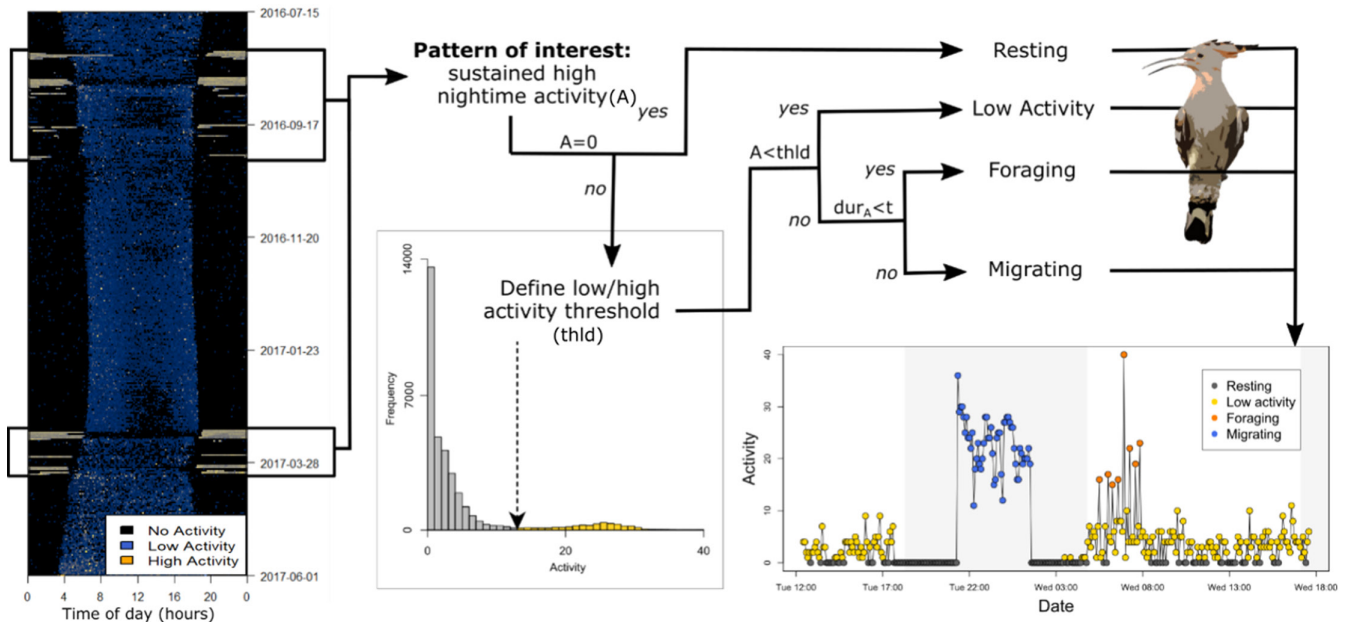 2016-07-15
2016-09-17
2016-11-20
2017-01-23
2017-03-28
2017-06-01
No Activity
Low Activity
High Activity
0 4 8 12 16 20 0
Time of day (hours)
Pattern of interest:
sustained high
nightime activity(A)
yes
A=0
no
Define low/high
activity threshold
(thld)
14000
7000
0
Frequency
0 20 40
Activity
A<thld
yes
no
dur_A<t
yes
no
Resting
Low Activity
Foraging
Migrating
40
30
20
10
0
Activity
Resting
Low activity
Foraging
Migrating
Tue 12:00 Tue 17:00 Tue 22:00 Wed 03:00 Wed 08:00 Wed 13:00 Wed 18:00
Date